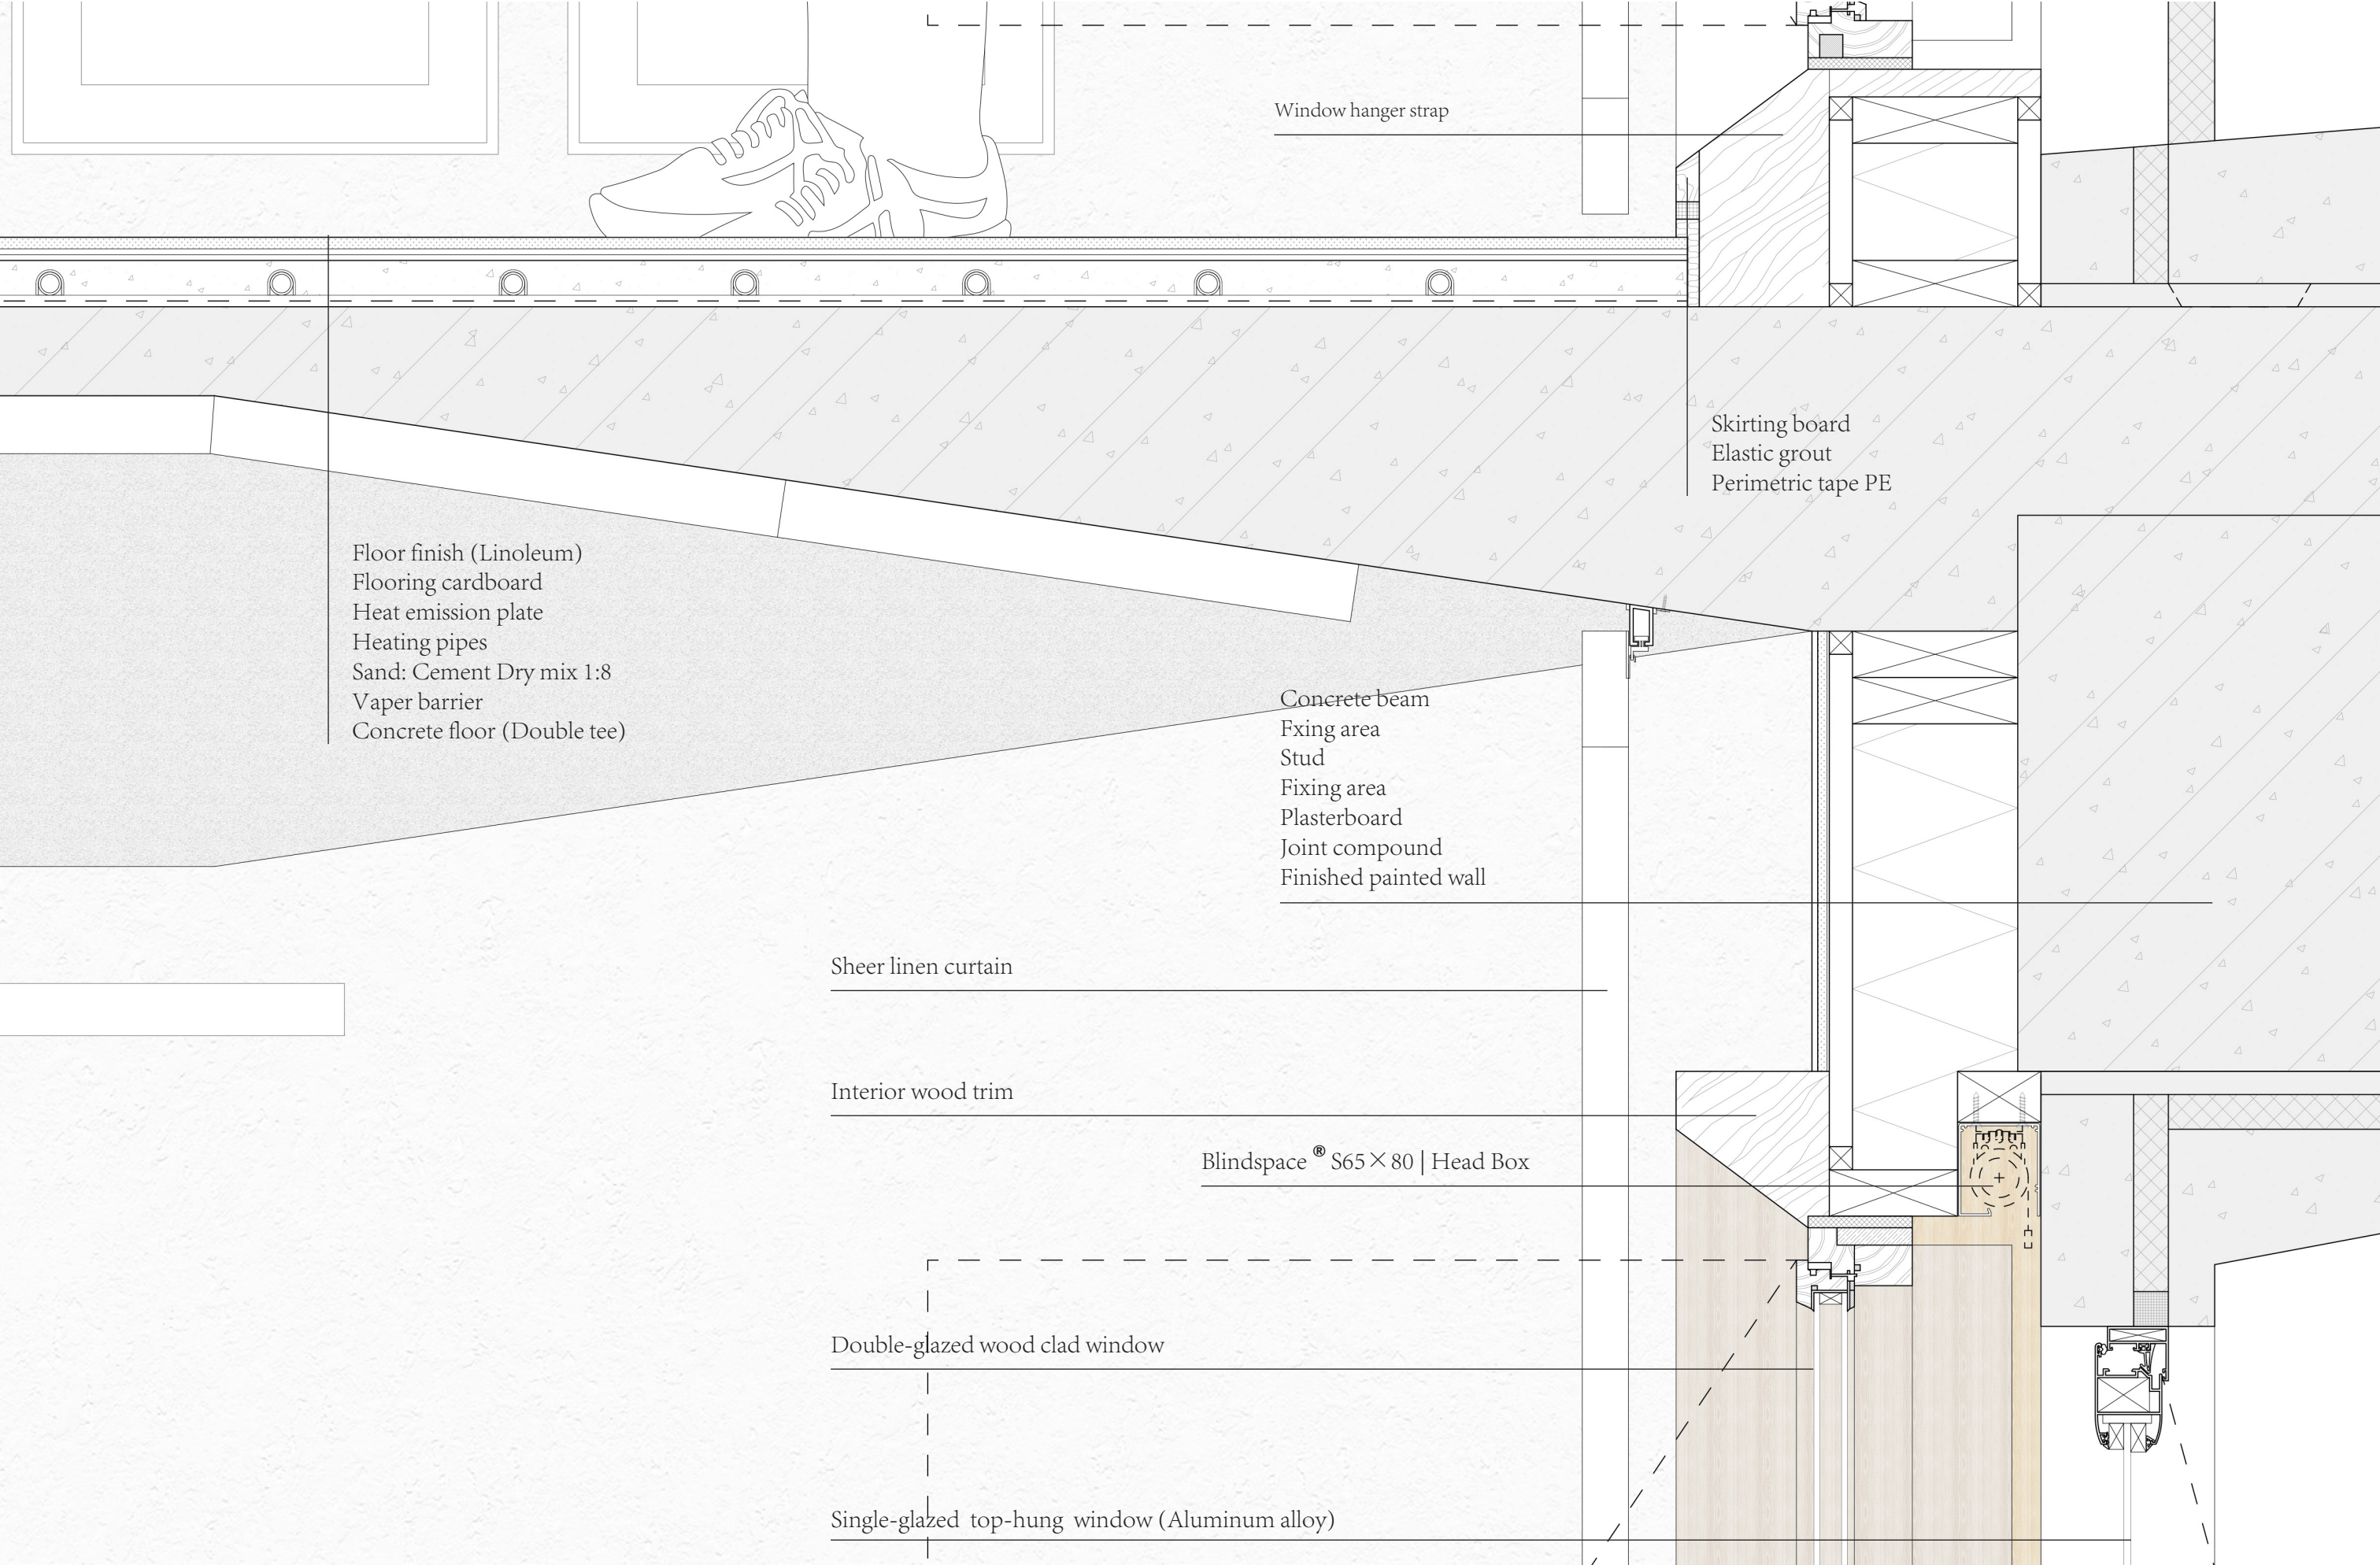 Window hanger strap
Skirting board
Elastic grout
Perimetric tape PE
Floor finish (Linoleum)
Flooring cardboard
Heat emission plate
Heating pipes
Sand: Cement Dry mix 1:8
Vaper barrier
Concrete floor (Double tee)
Concrete beam
Fxing area
Stud
Fixing area
Plasterboard
Joint compound
Finished painted wall
Sheer linen curtain
Interior wood trim
Blindspace ® S65×80 | Head Box
Double-glazed wood clad window
Single-glazed top-hung window (Aluminum alloy)